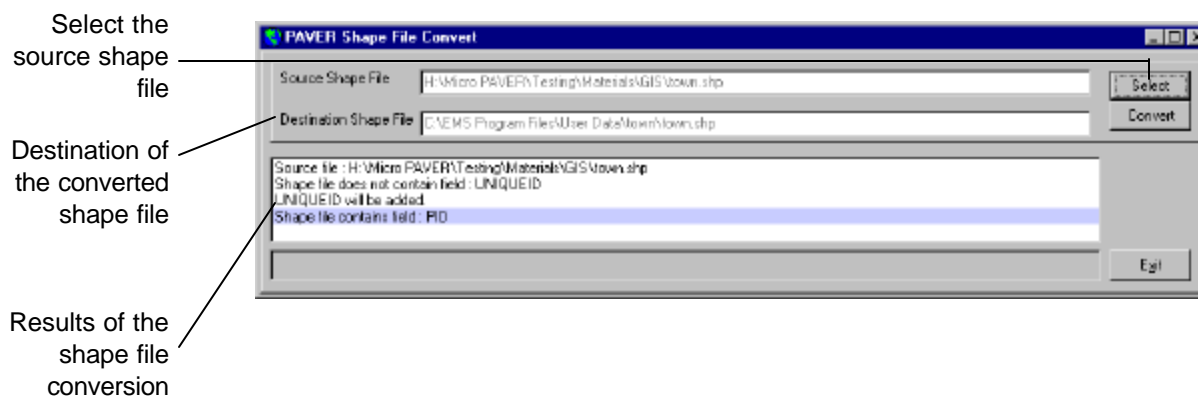 Select the
source shape
file
Destination of
the converted
shape file
Results of the
shape file
conversion
PAVER Shape File Convert
Source Shape File
H:\Micro PAVER\Testing\Materials\GIS\town.shp
Select
Destination Shape File
C:\EMS Program Files\User Data\town\town.shp
Convert
Source file : H:\Micro PAVER\Testing\Materials\GIS\town.shp
Shape file does not contain field : UNIQUEID
UNIQUEID will be added.
Shape file contains field : PID
Exit